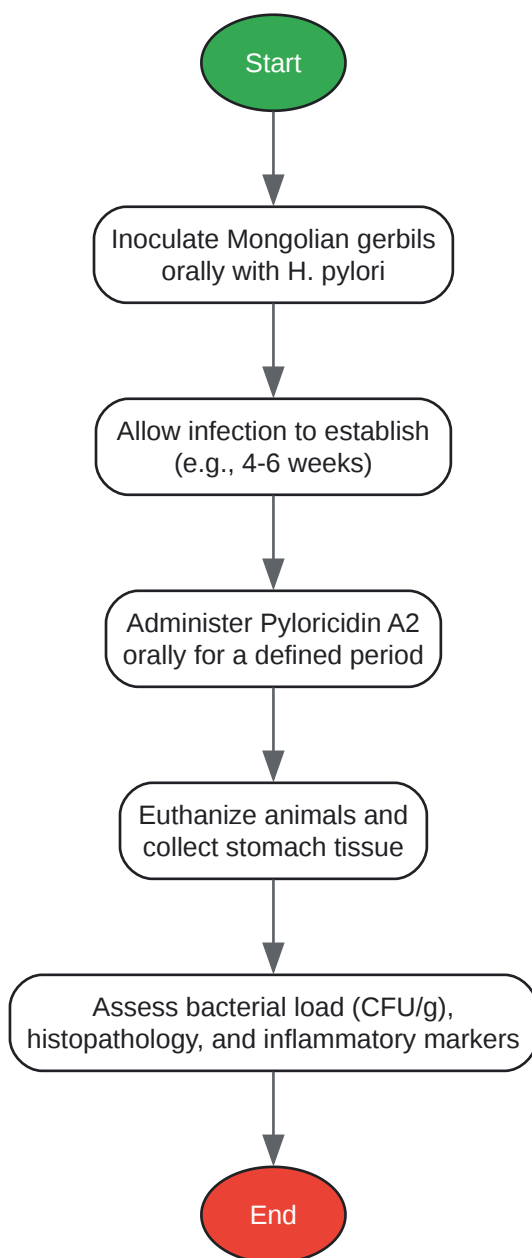 Start
Inoculate Mongolian gerbils
orally with H. pylori
Allow infection to establish
(e.g., 4-6 weeks)
Administer Pyloricidin A2
orally for a defined period
Euthanize animals and
collect stomach tissue
Assess bacterial load (CFU/g),
histopathology, and inflammatory markers
End